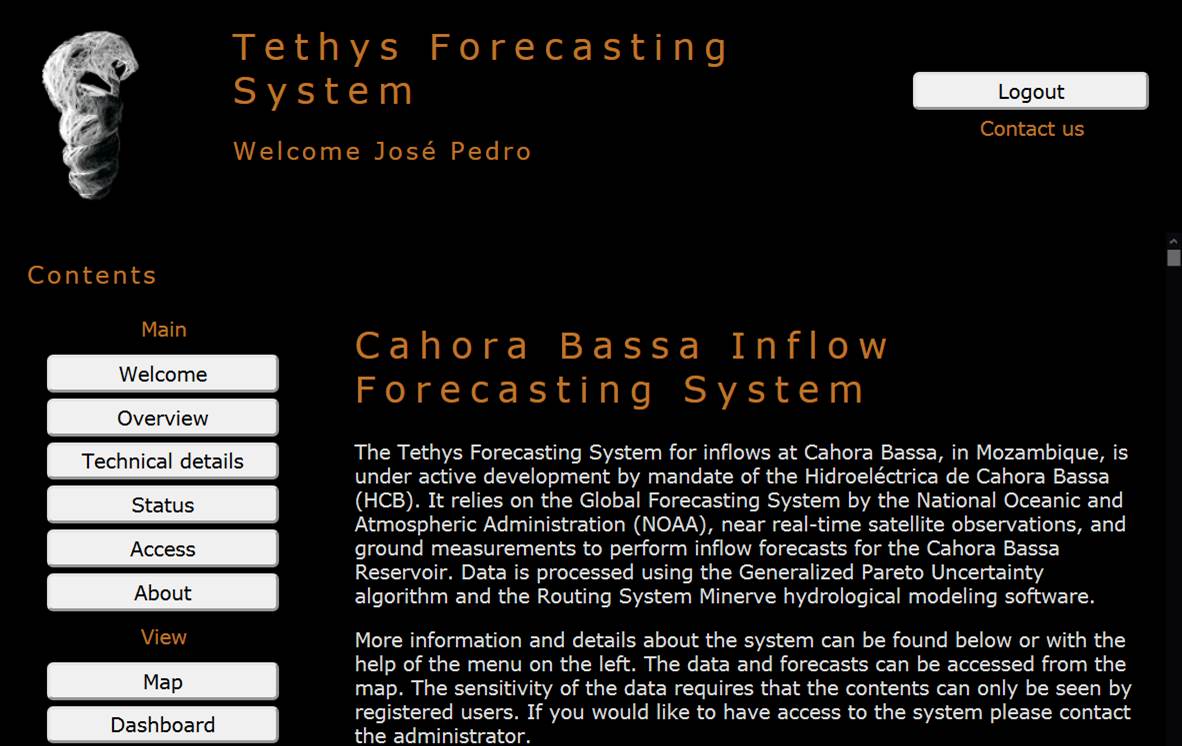 Tethys Forecasting
System
Welcome José Pedro
Logout
Contact us
Contents
Main
Welcome
Overview
Technical details
Status
Access
About
View
Map
Dashboard
Cahora Bassa Inflow
Forecasting System
The Tethys Forecasting System for inflows at Cahora Bassa, in Mozambique, is
under active development by mandate of the Hidroeléctrica de Cahora Bassa
(HCB). It relies on the Global Forecasting System by the National Oceanic and
Atmospheric Administration (NOAA), near real-time satellite observations, and
ground measurements to perform inflow forecasts for the Cahora Bassa
Reservoir. Data is processed using the Generalized Pareto Uncertainty
algorithm and the Routing System Minerve hydrological modeling software.
More information and details about the system can be found below or with the
help of the menu on the left. The data and forecasts can be accessed from the
map. The sensitivity of the data requires that the contents can only be seen by
registered users. If you would like to have access to the system please contact
the administrator.